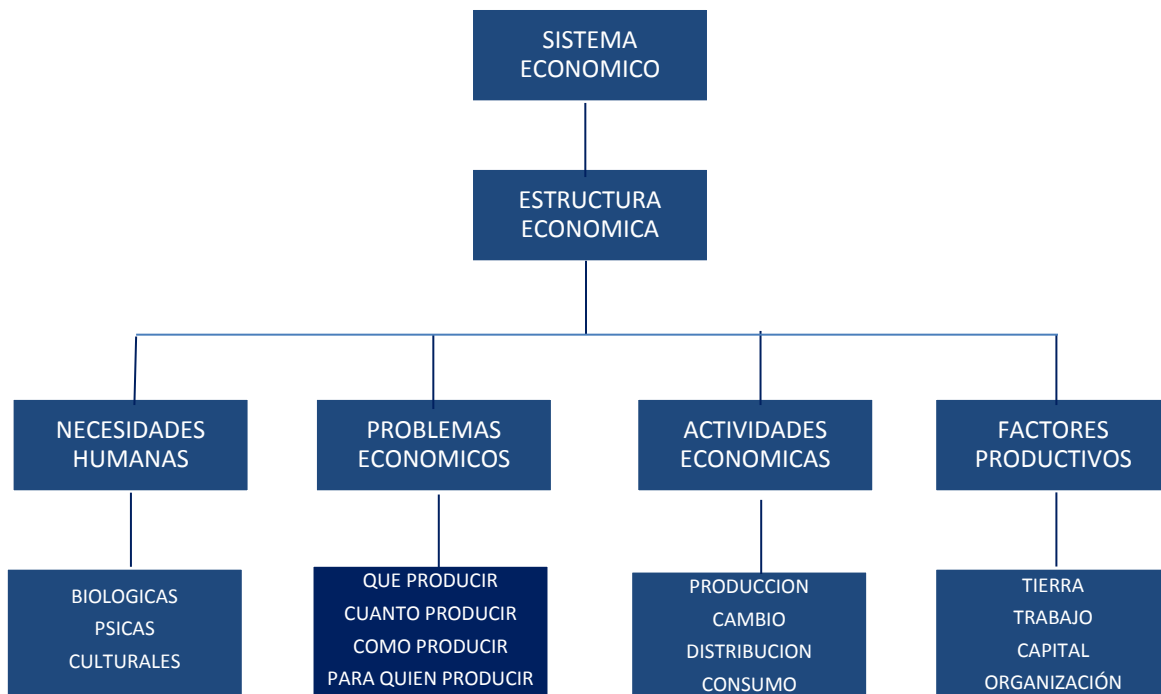 SISTEMA
ECONOMICO
ESTRUCTURA
ECONOMICA
NECESIDADES
HUMANAS
PROBLEMAS
ECONOMICOS
ACTIVIDADES
ECONOMICAS
FACTORES
PRODUCTIVOS
BIOLOGICAS
PSICAS
CULTURALES
QUE PRODUCIR
CUANTO PRODUCIR
COMO PRODUCIR
PARA QUIEN PRODUCIR
PRODUCCION
CAMBIO
DISTRIBUCION
CONSUMO
TIERRA
TRABAJO
CAPITAL
ORGANIZACIÓN